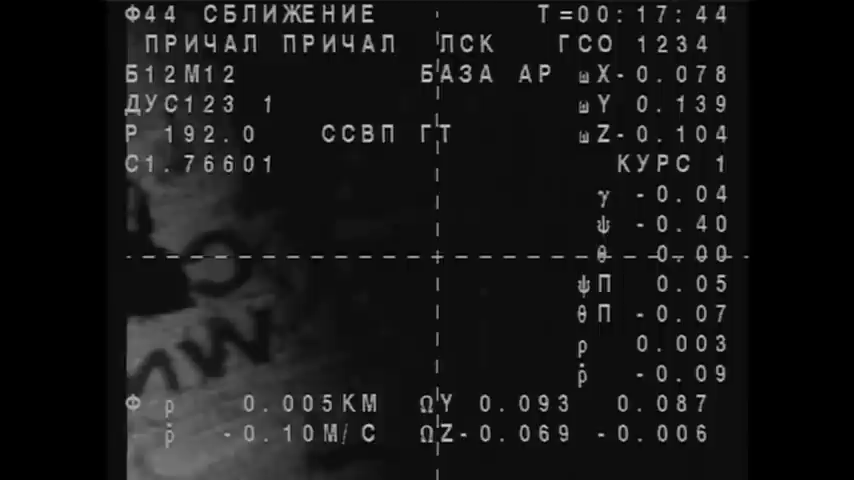 Ф44 СБЛИЖЕНИЕ Т=00:17:44
ПРИЧАЛ ПРИЧАЛ ЛСК ГСО 1234
Б12М12 БАЗА АР ωX-0.078
ДУС123 1 ωY 0.139
Р 192.0 ССВП ГТ ωZ-0.104
С1.76601 КУРС 1
γ -0.04
ψ -0.40
θ 0.00
ψП 0.05
θП -0.07
ρ 0.003
ρ̇ -0.09
Ф ρ 0.005КМ ΩY 0.093 0.087
ρ̇ -0.10М/С ΩZ-0.069 -0.006